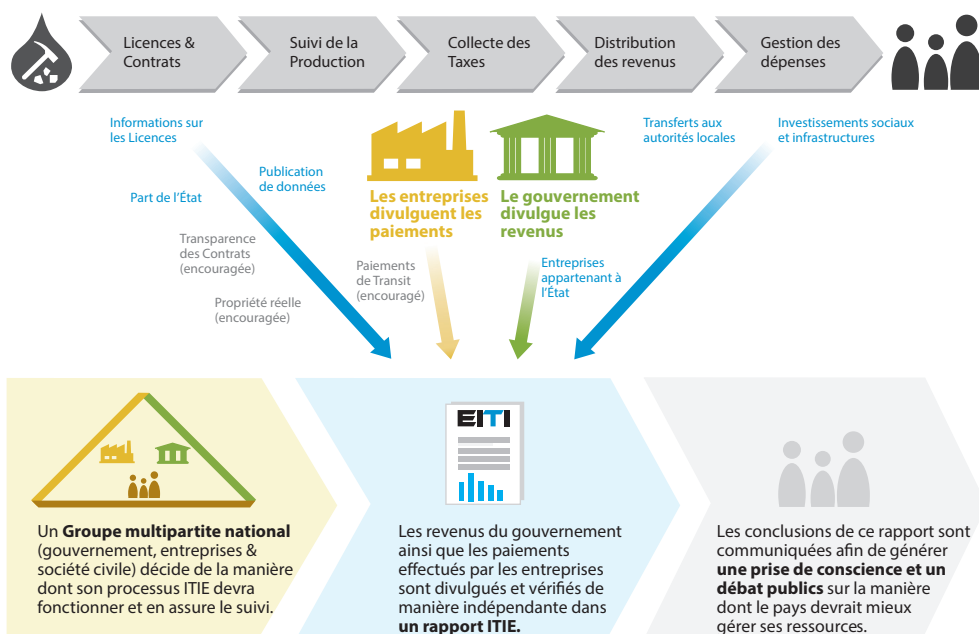 Licences &
Contrats
Suivi de la
Production
Collecte des
Taxes
Distribution
des revenus
Gestion des
dépenses
Informations sur
les Licences
Part de l'État
Publication
de données
Transparence
des Contrats
(encouragée)
Propriété réelle
(encouragée)
Les entreprises
divulguent les
paiements
Paiements
de Transit
(encouragé)
Le gouvernement
divulgue les
revenus
Entreprises
appartenant à
l'État
Transferts aux
autorités locales
Investissements sociaux
et infrastructures
Un Groupe multipartite national
(gouvernement, entreprises &
société civile) décide de la manière
dont son processus ITIE devra
fonctionner et en assure le suivi.
EITI
Les revenus du gouvernement
ainsi que les paiements
effectués par les entreprises
sont divulgués et vérifiés de
manière indépendante dans
un rapport ITIE.
Les conclusions de ce rapport sont
communiquées afin de générer
une prise de conscience et un
débat publics sur la manière
dont le pays devrait mieux
gérer ses ressources.